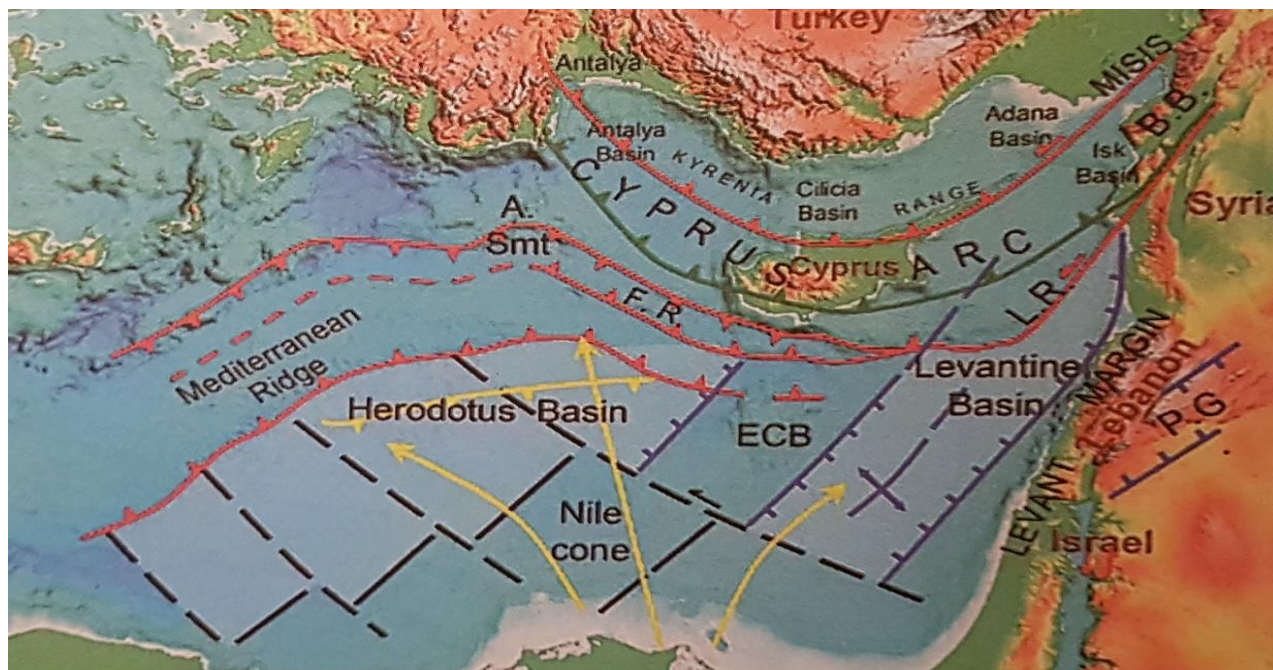 Turkey
Antalya
MISIS
Adana
Basin
B.B.
Antalya
Basin
KYRENIA
Isk
Basin
Cilicia
Basin
RANGE
Syria
CYPRUS ARC
A.
Smt
Cyprus
F.R.
L.R.
Mediterranean
Ridge
Levantine
Basin
LEVANT MARGIN
Lebanon
Herodotus Basin
ECB
P.G
Nile
cone
Israel